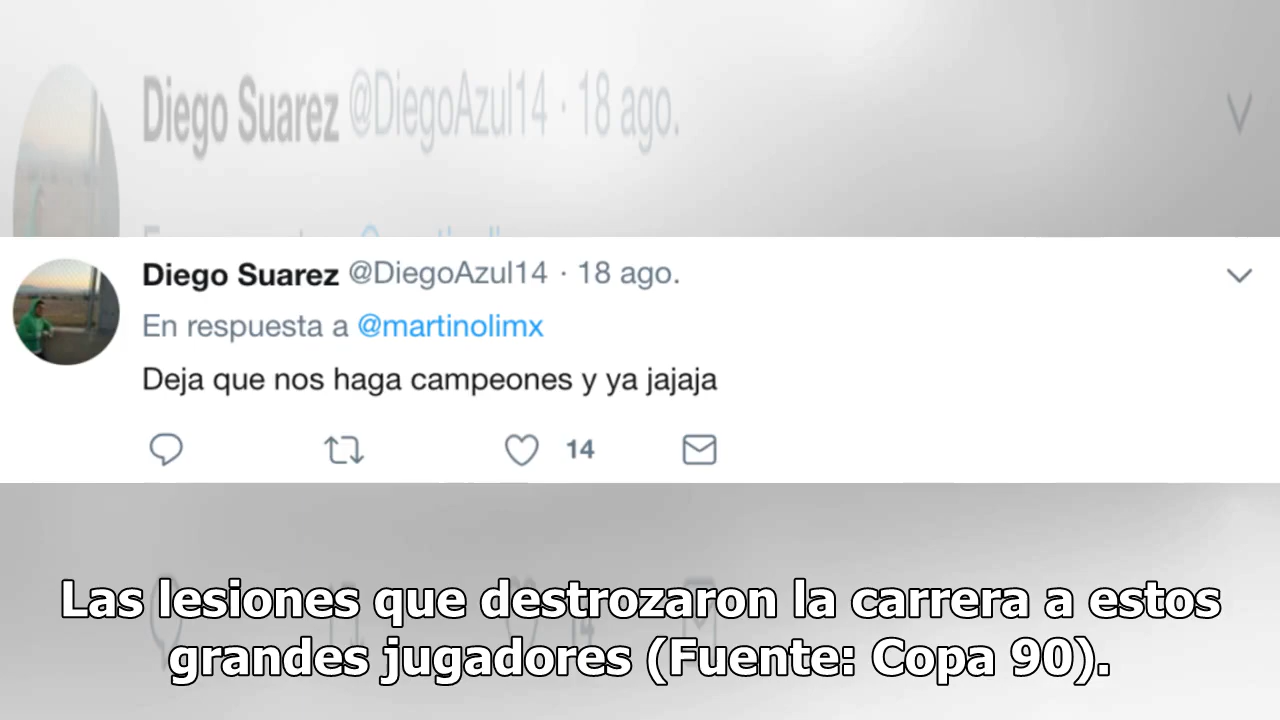 Diego Suarez @DiegoAzul14 · 18 ago.
Diego Suarez @DiegoAzul14 · 18 ago.
En respuesta a @martinolimx
Deja que nos haga campeones y ya jajaja
14
Las lesiones que destrozaron la carrera a estos
grandes jugadores (Fuente: Copa 90).